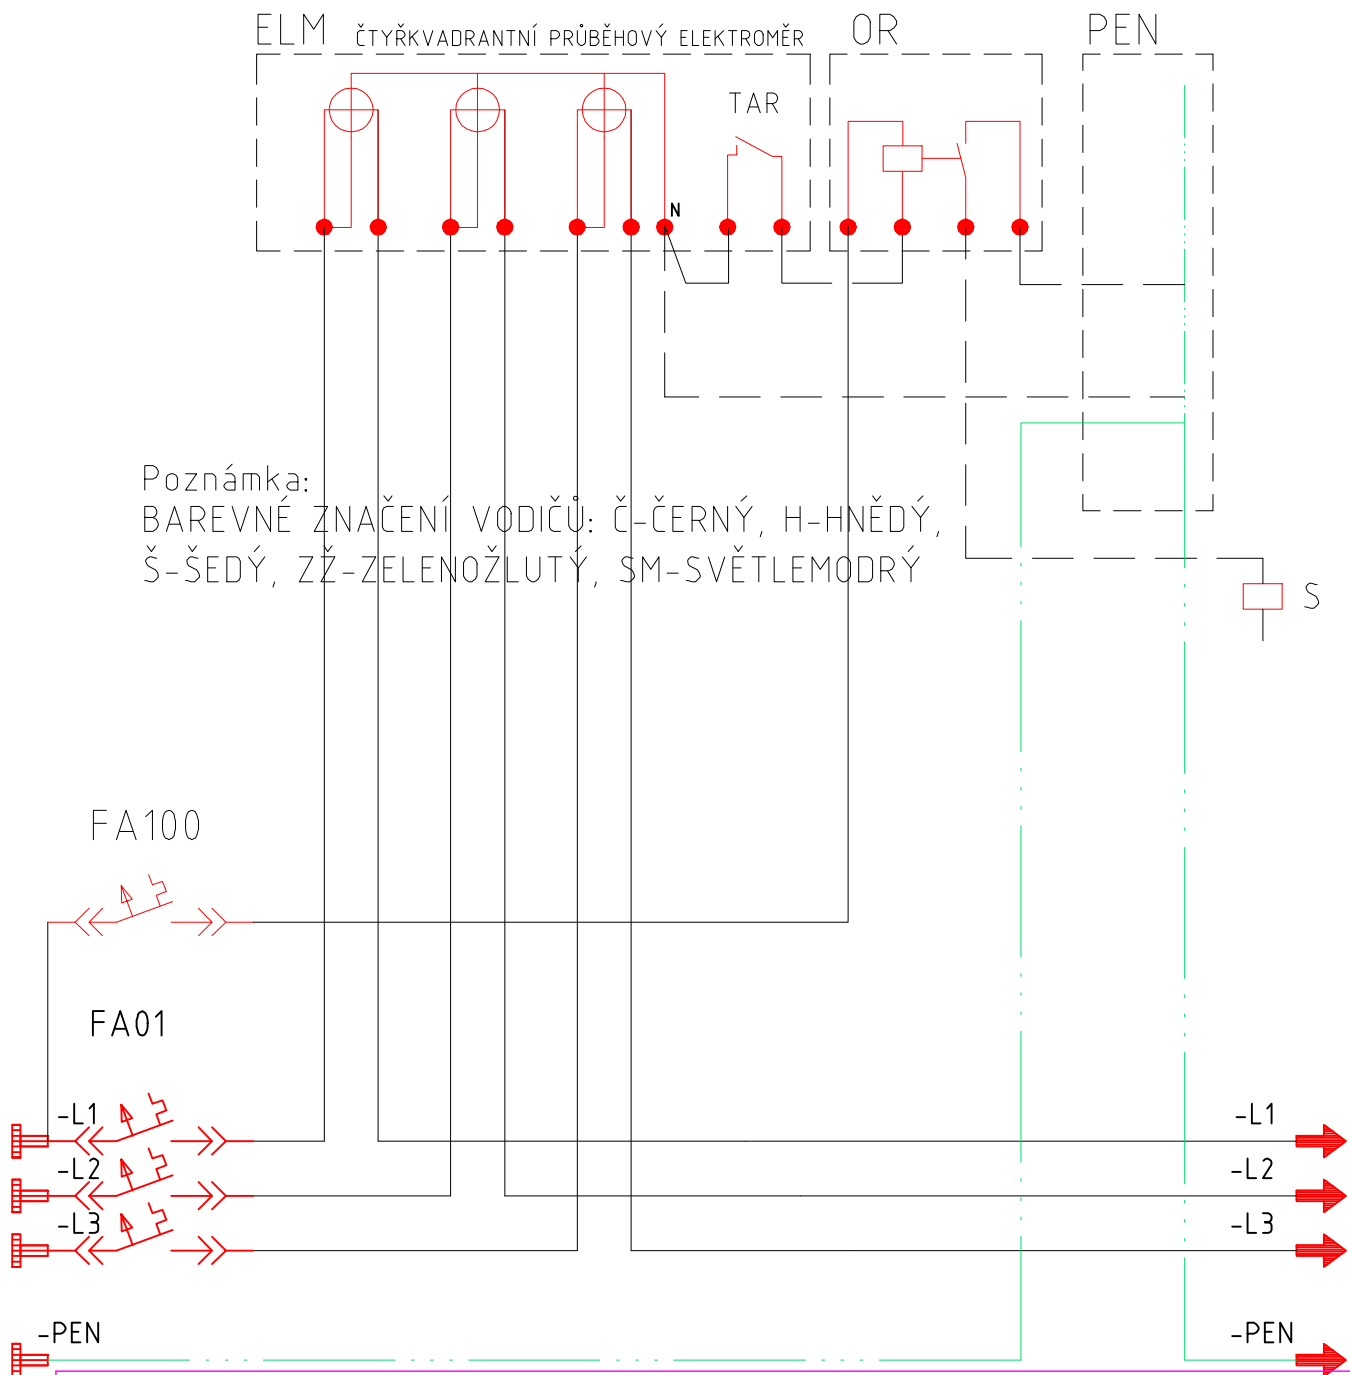 ELM ČTYŘKVADRANTNÍ PRŮBĚHOVÝ ELEKTROMĚR OR PEN
TAR
N
Poznámka:
BAREVNÉ ZNAČENÍ VODIČŮ: Č-ČERNÝ, H-HNĚDÝ,
Š-ŠEDÝ, ZŽ-ZELENOŽLUTÝ, SM-SVĚTLEMODRÝ
S
FA100
FA01
-L1 -L1
-L2 -L2
-L3 -L3
-PEN -PEN